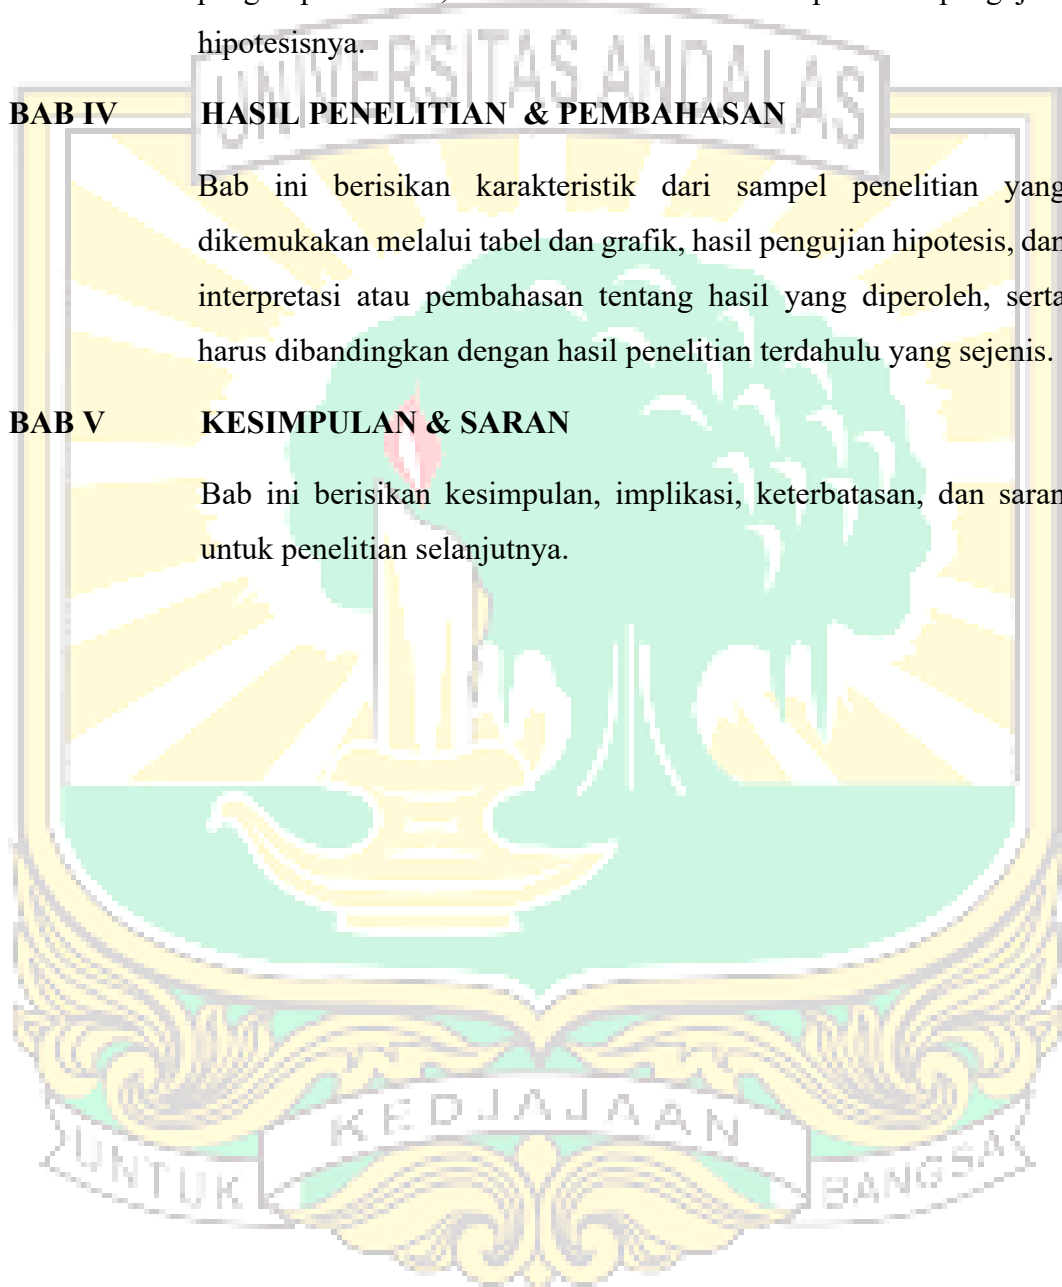 hipotesisnya.
UNIVERSITAS ANDALAS
BAB IV HASIL PENELITIAN & PEMBAHASAN
Bab ini berisikan karakteristik dari sampel penelitian yang
dikemukakan melalui tabel dan grafik, hasil pengujian hipotesis, dan
interpretasi atau pembahasan tentang hasil yang diperoleh, serta
harus dibandingkan dengan hasil penelitian terdahulu yang sejenis.
BAB V KESIMPULAN & SARAN
Bab ini berisikan kesimpulan, implikasi, keterbatasan, dan saran
untuk penelitian selanjutnya.
UNTUK KEDJAJAAN BANGSA